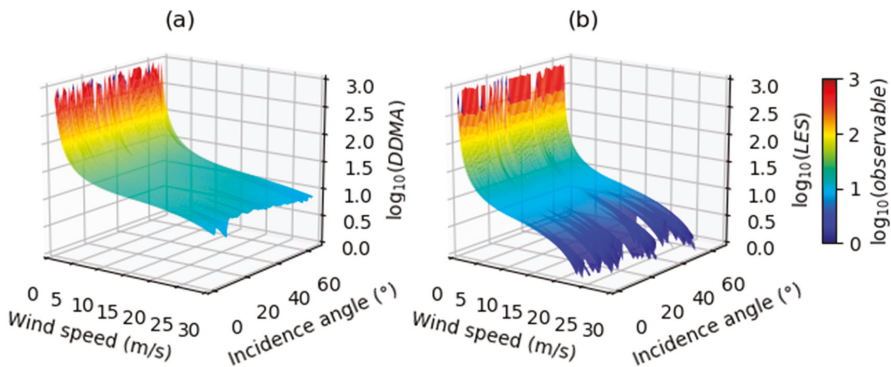 (a)
3.0
2.5
2.0
1.5
1.0
0.5
0.0
log10(DDMA)
0 5 10 15 20 25 30
Wind speed (m/s)
0 20 40 60
Incidence angle (°)
(b)
3.0
2.5
2.0
1.5
1.0
0.5
0.0
log10(LES)
0 5 10 15 20 25 30
Wind speed (m/s)
0 20 40 60
Incidence angle (°)
3
2
1
0
log10(observable)